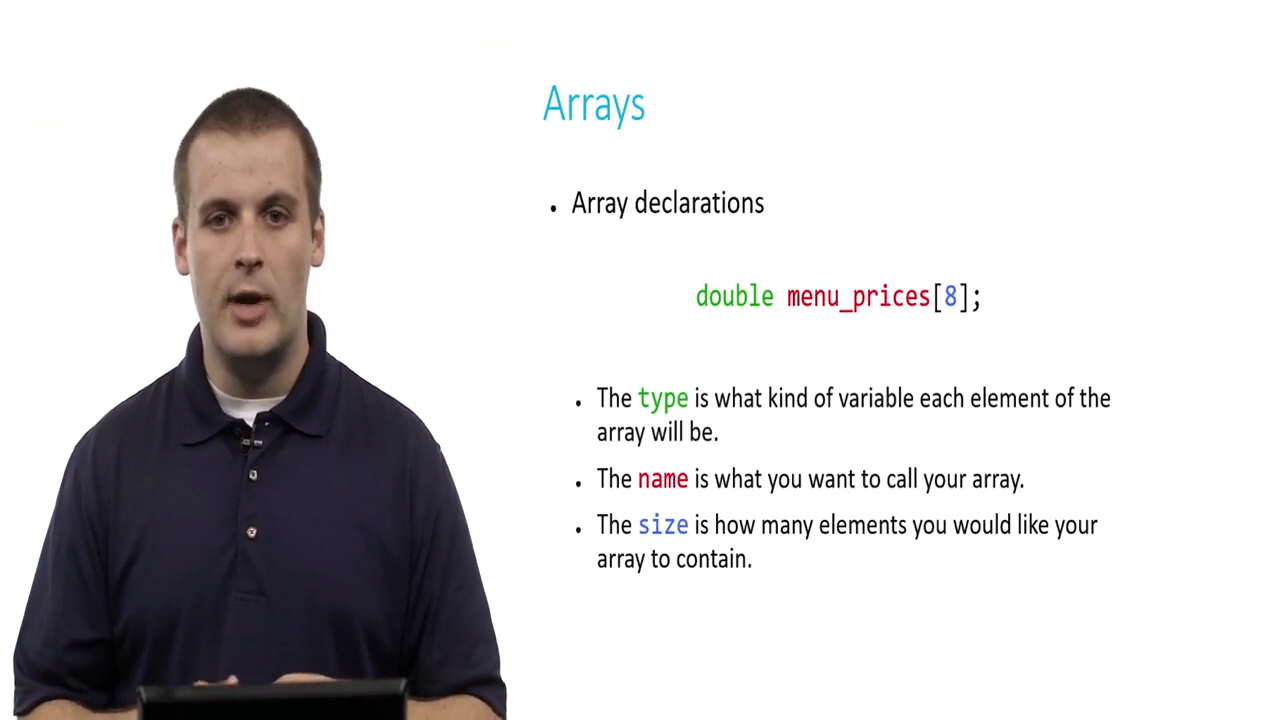 Arrays
• Array declarations
double menu_prices[8];
• The type is what kind of variable each element of the
array will be.
• The name is what you want to call your array.
• The size is how many elements you would like your
array to contain.